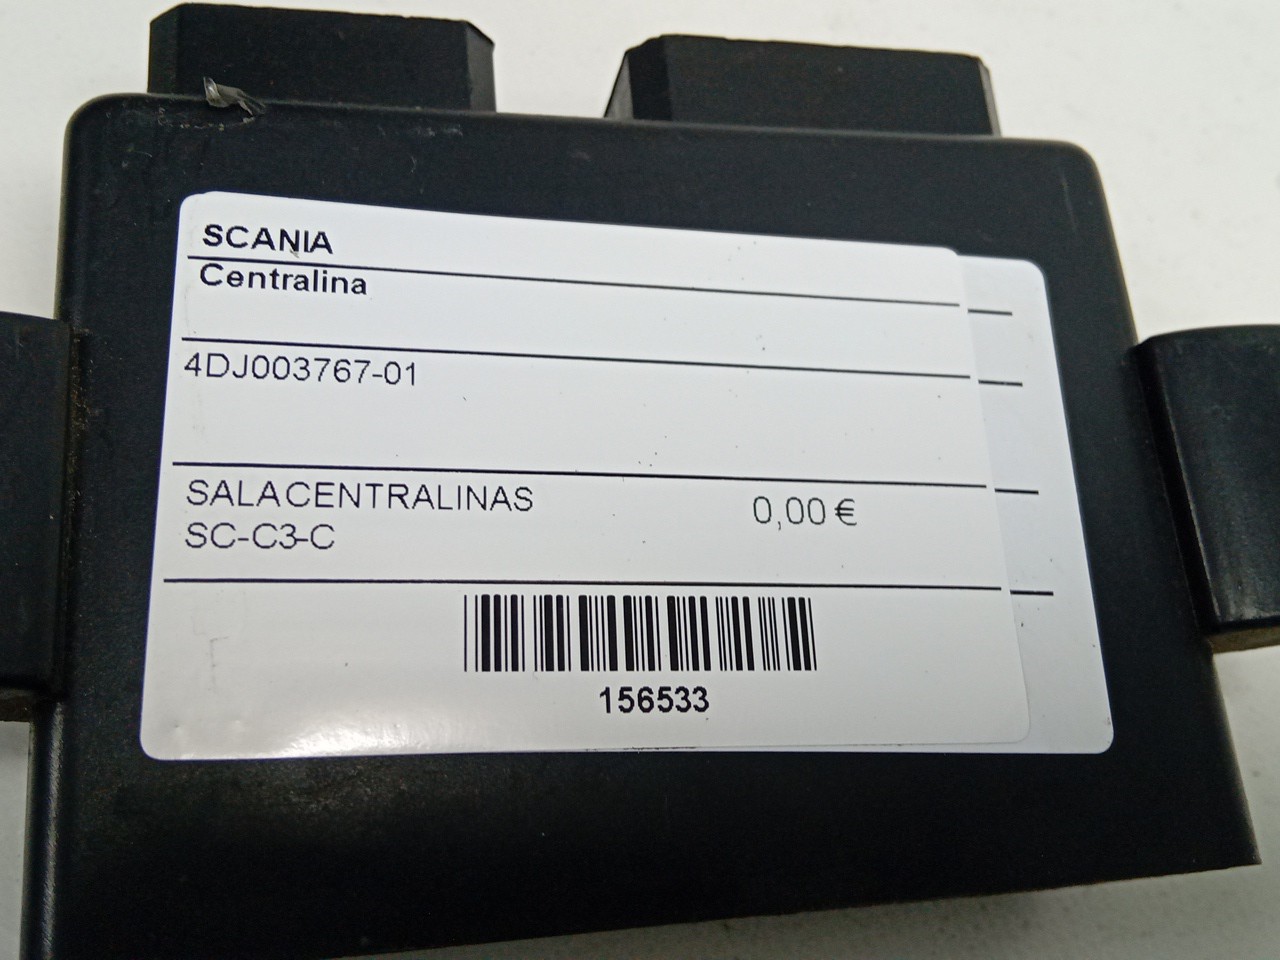 SCANIA
Centralina
4DJ003767-01
SALACENTRALINAS 0,00 €
SC-C3-C
156533